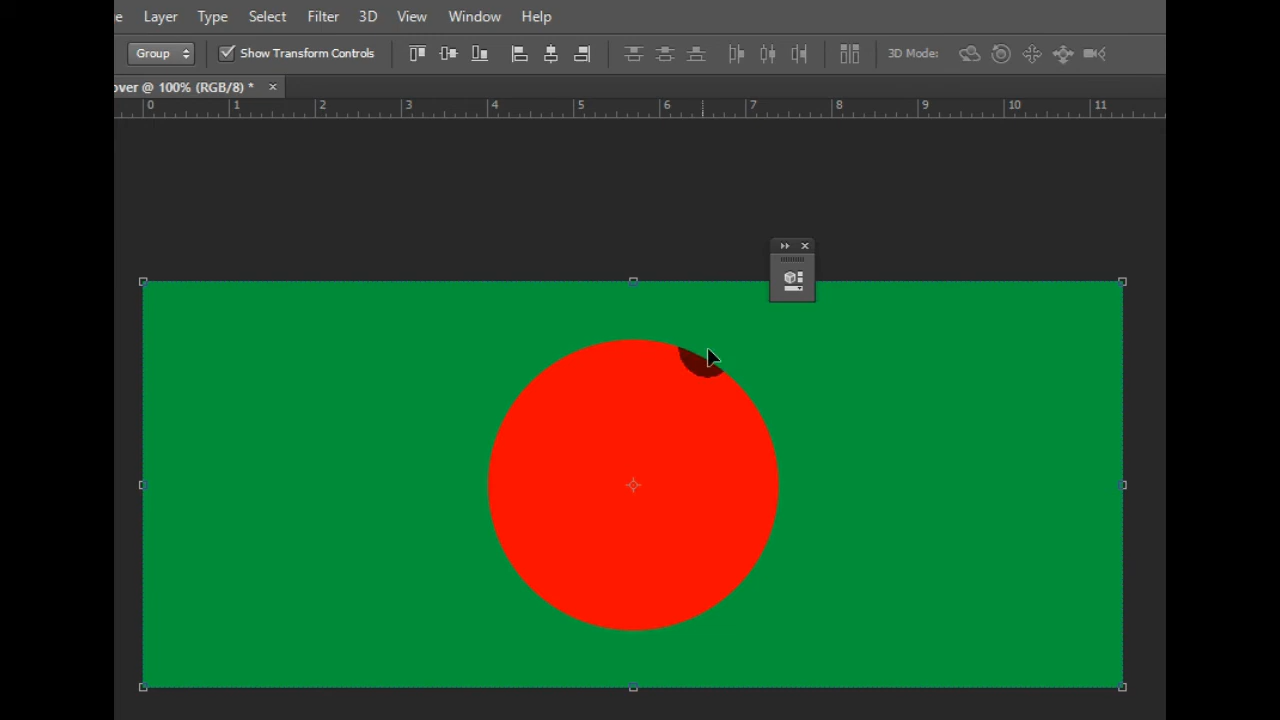 e Layer Type Select Filter 3D View Window Help
Group Show Transform Controls 3D Mode:
over @ 100% (RGB/8) * ×
0 1 2 3 4 5 6 7 8 9 10 11